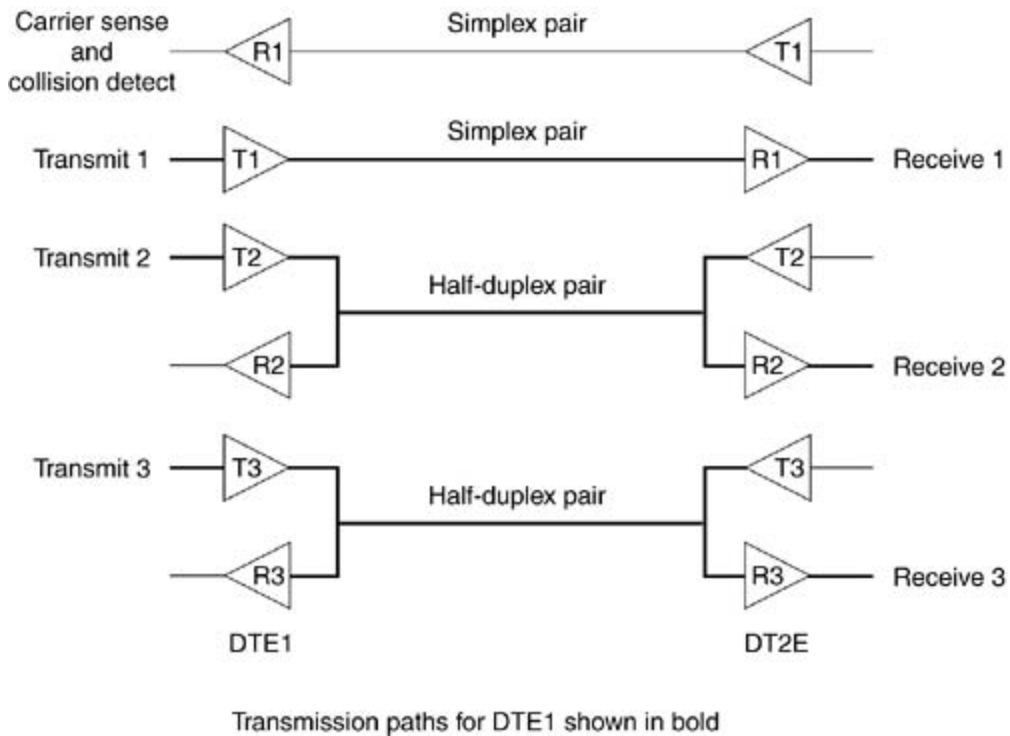 Carrier sense
and
collision detect
R1
Simplex pair
T1
Simplex pair
Transmit 1
T1
R1
Receive 1
Transmit 2
T2
T2
Half-duplex pair
R2
R2
Receive 2
Transmit 3
T3
T3
Half-duplex pair
R3
R3
Receive 3
DTE1
DT2E
Transmission paths for DTE1 shown in bold